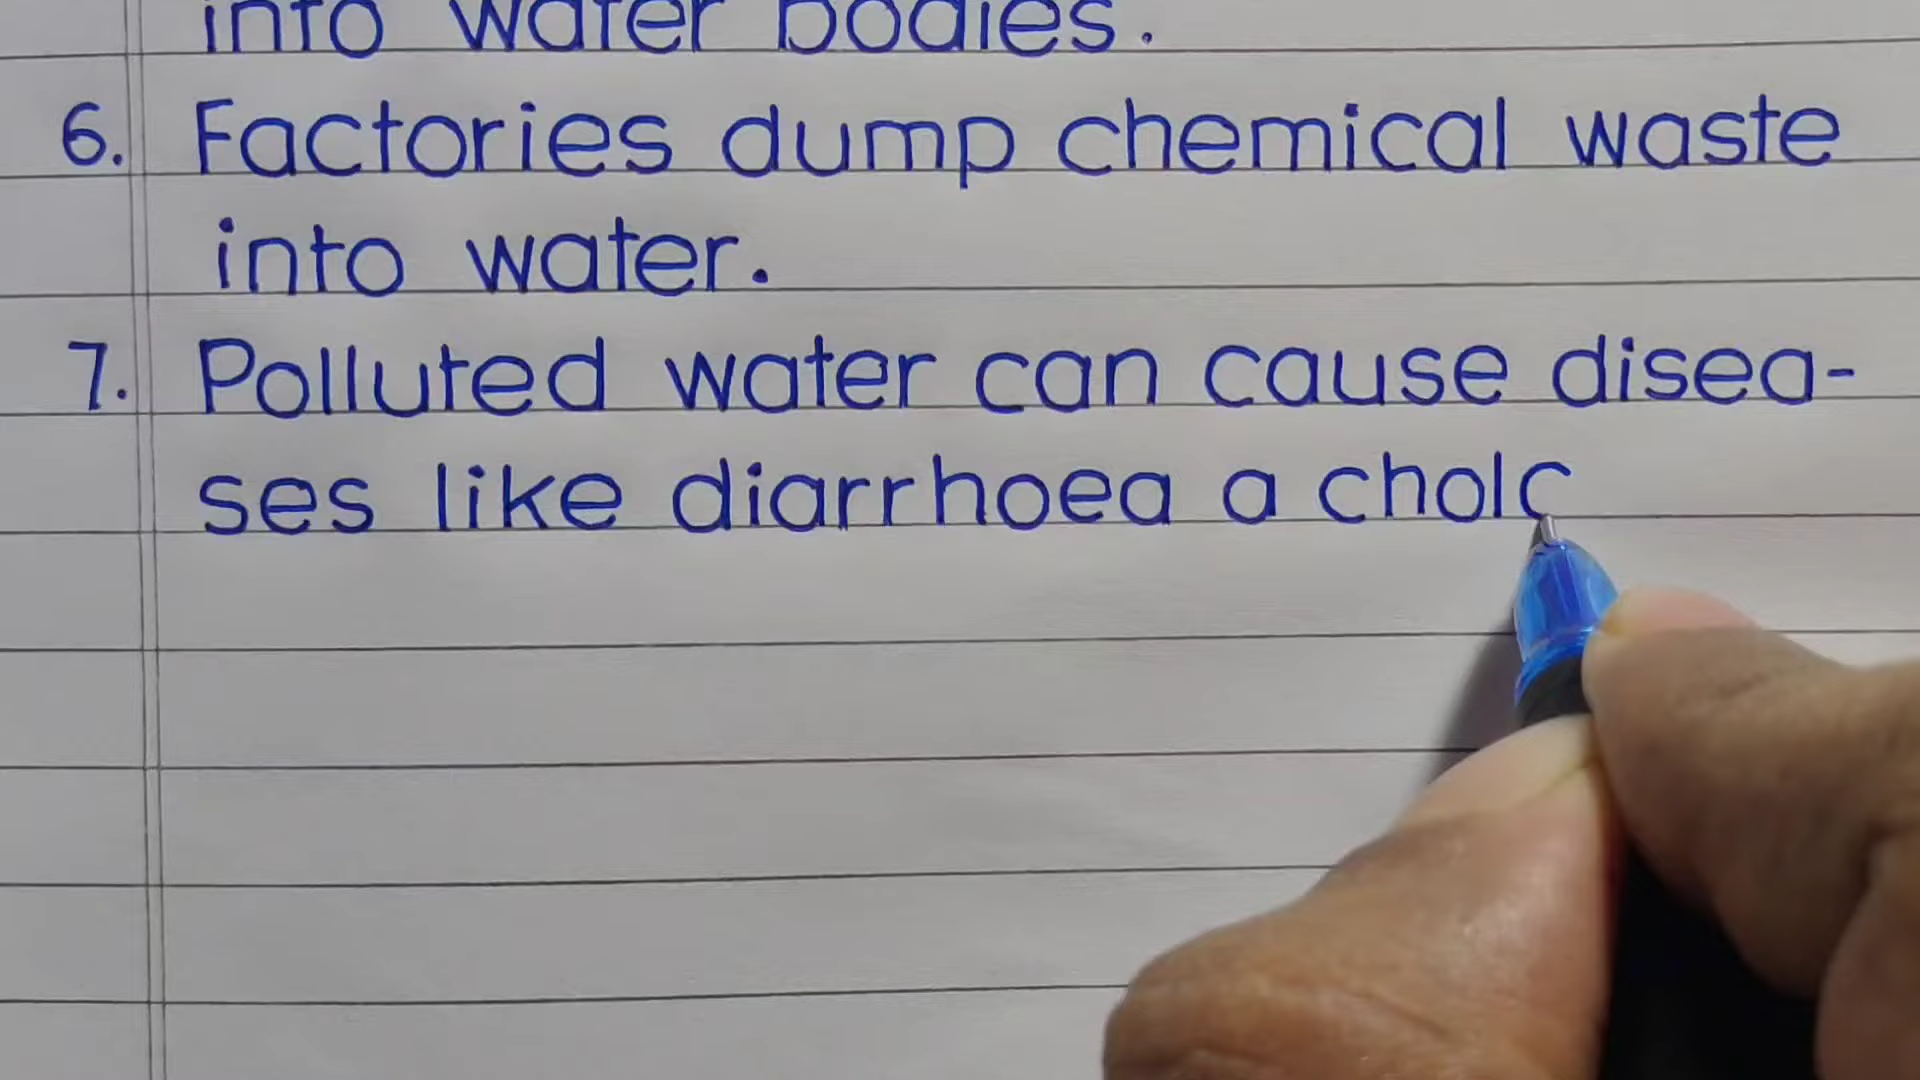 into water bodies.
6. Factories dump chemical waste
into water.
7. Polluted water can cause disea-
ses like diarrhoea a cholc